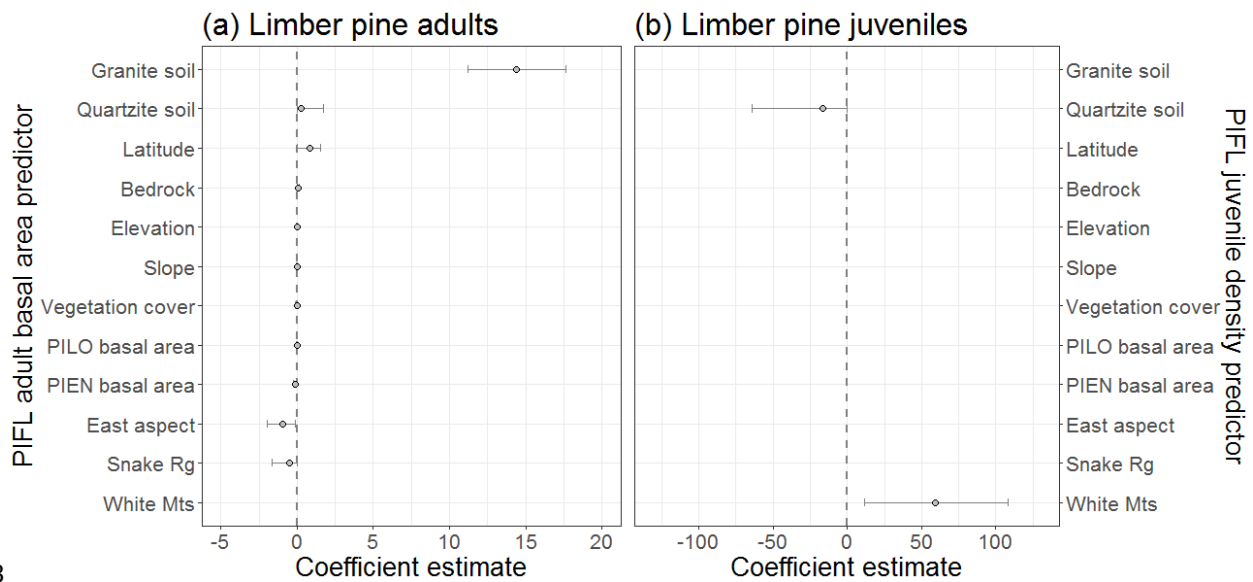 (a) Limber pine adults
PIFL adult basal area predictor
Granite soil
Quartzite soil
Latitude
Bedrock
Elevation
Slope
Vegetation cover
PILO basal area
PIEN basal area
East aspect
Snake Rg
White Mts
-5 0 5 10 15 20
Coefficient estimate
(b) Limber pine juveniles
Granite soil
Quartzite soil
Latitude
Bedrock
Elevation
Slope
Vegetation cover
PILO basal area
PIEN basal area
East aspect
Snake Rg
White Mts
PIFL juvenile density predictor
-100 -50 0 50 100
Coefficient estimate